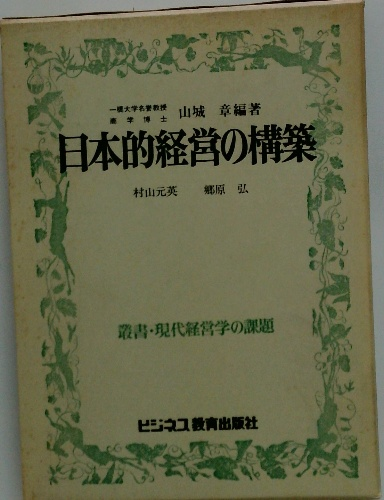 一橋大学名誉教授
商学博士 山城 章編著
日本的経営の構築
村山元英 郷原 弘
叢書・現代経営学の課題
ビジネス教育出版社